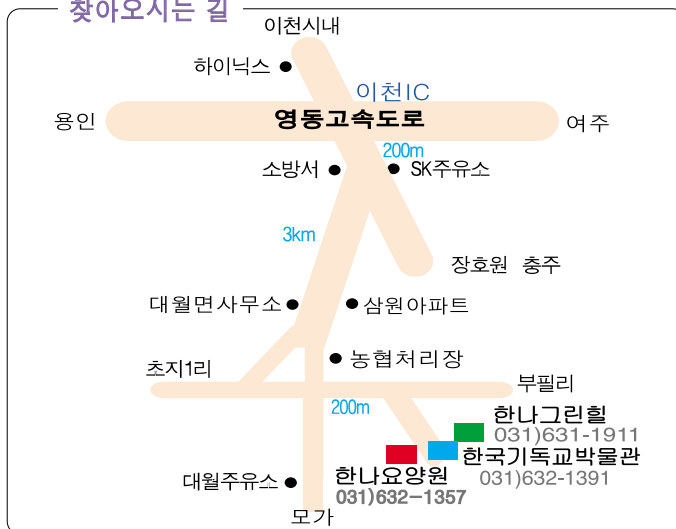 찾아오시는 길
이천시내
하이닉스
이천IC
용인
영동고속도로
여주
200m
소방서
SK주유소
3km
장호원 충주
대월면사무소
삼원아파트
농협처리장
초지1리
부필리
200m
한나그린힐
031)631-1911
한국기독교박물관
031)632-1391
한나요양원
031)632-1357
대월주유소
모가